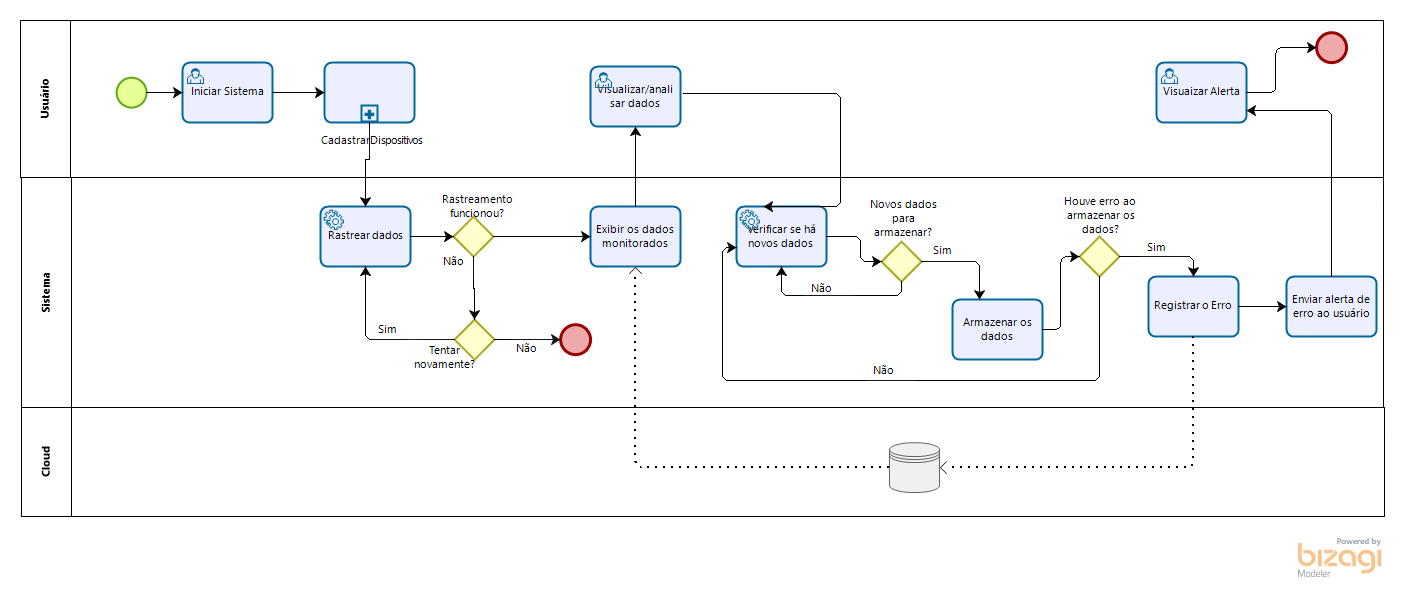 Usuário
Iniciar Sistema
CadastrarDispositivos
Visualizar/anali
sar dados
Visuaizar Alerta
Sistema
Rastrear dados
Rastreamento
funcionou?
Não
Sim
Tentar
novamente?
Não
Exibir os dados
monitorados
Verificar se há
novos dados
Novos dados
para
armazenar?
Sim
Não
Armazenar os
dados
Houve erro ao
armazenar os
dados?
Sim
Não
Registrar o Erro
Enviar alerta de
erro ao usuário
Cloud
Powered by
bizagi
Modeler